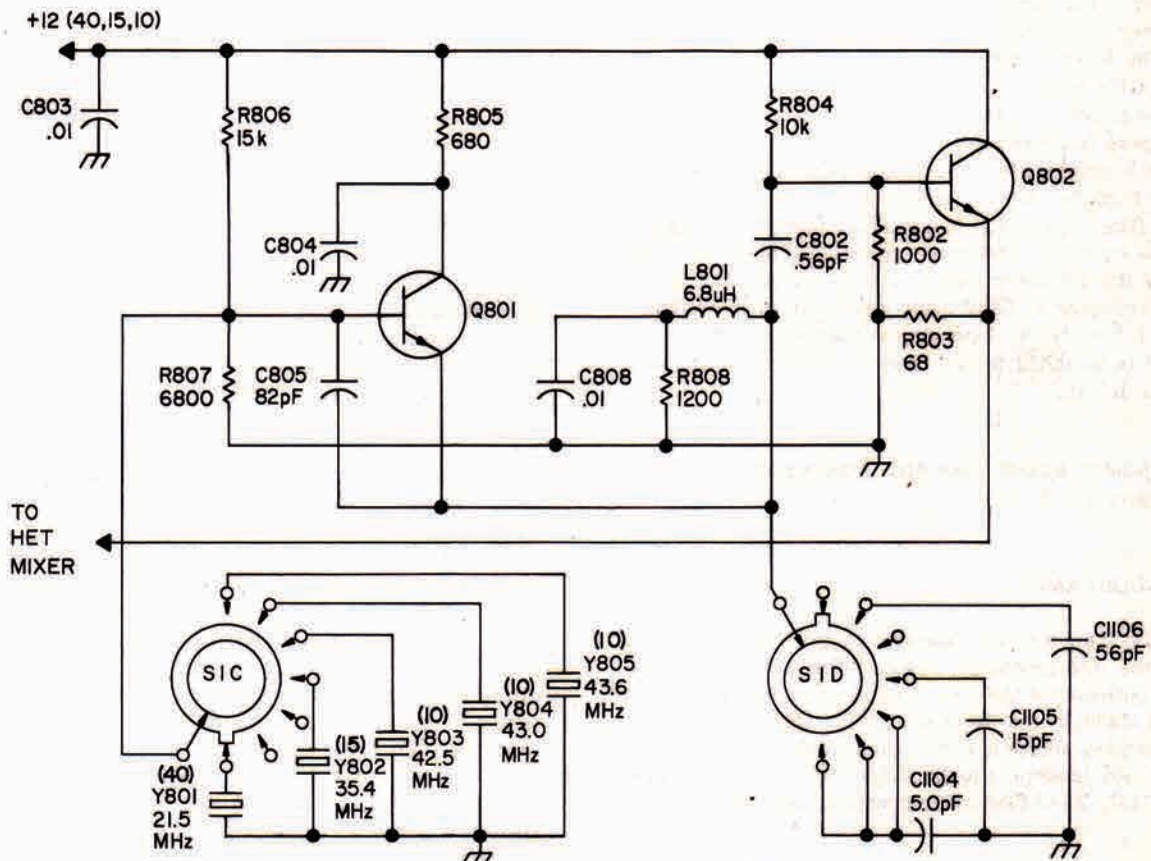 +12 (40,15,10)
C803
.01
R806
15k
R805
680
R804
10k
Q802
C804
.01
C802
.56pF
R802
1000
L801
6.8uH
Q801
R803
68
R807
6800
C805
82pF
C808
.01
R808
1200
TO
HET
MIXER
S1C
(40)
Y801
21.5
MHz
(15)
Y802
35.4
MHz
(10)
Y803
42.5
MHz
(10)
Y804
43.0
MHz
(10)
Y805
43.6
MHz
S1D
C1106
56pF
C1105
15pF
C1104
5.0pF